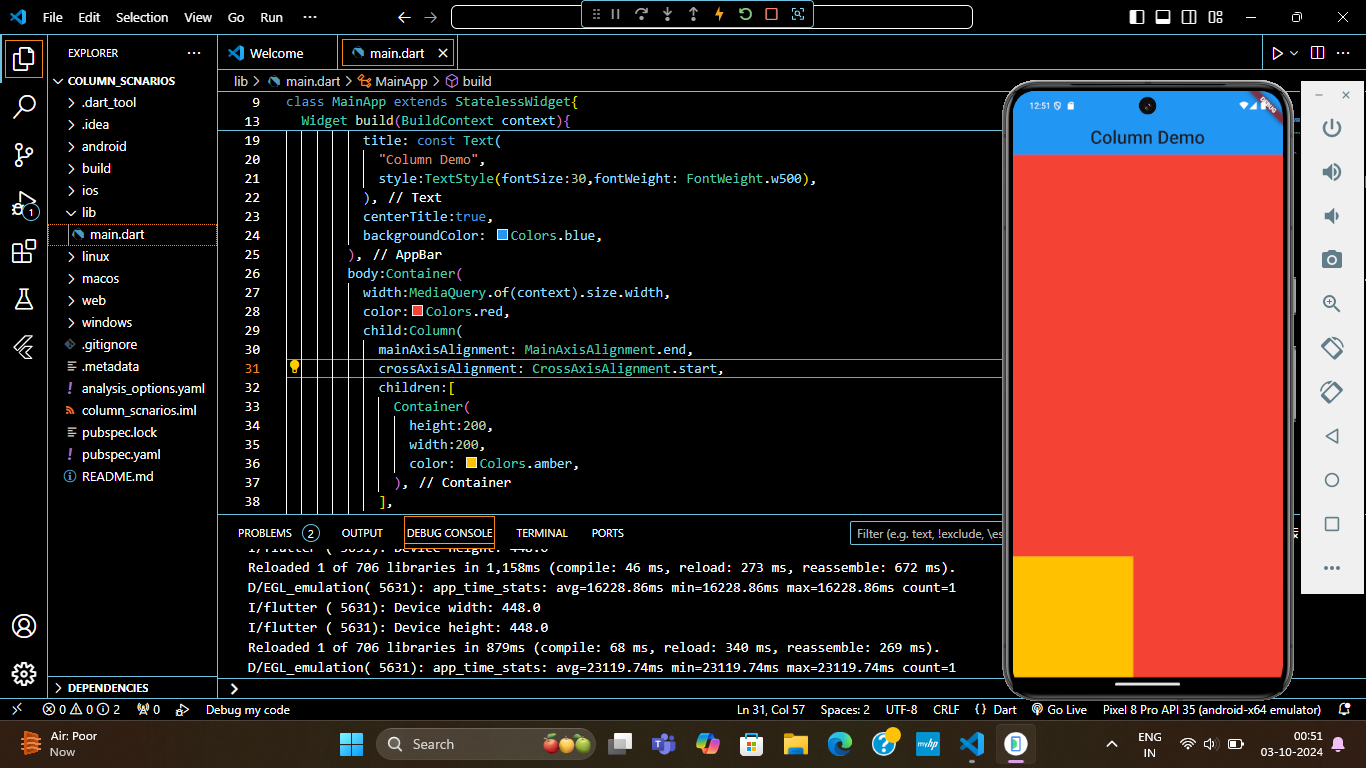 File Edit Selection View Go Run ···
EXPLORER
COLUMN_SCNARIOS
.dart_tool
.idea
android
build
ios
lib
main.dart
linux
macos
web
windows
.gitignore
.metadata
analysis_options.yaml
column_scnarios.iml
pubspec.lock
pubspec.yaml
README.md
DEPENDENCIES
1
Welcome
main.dart
lib > main.dart > MainApp > build
9 class MainApp extends StatelessWidget{
13 Widget build(BuildContext context){
19 title: const Text(
20 "Column Demo",
21 style:TextStyle(fontSize:30,fontWeight: FontWeight.w500),
22 ), // Text
23 centerTitle:true,
24 backgroundColor: Colors.blue,
25 ), // AppBar
26 body:Container(
27 width:MediaQuery.of(context).size.width,
28 color:Colors.red,
29 child:Column(
30 mainAxisAlignment: MainAxisAlignment.end,
31 crossAxisAlignment: CrossAxisAlignment.start,
32 children:[
33 Container(
34 height:200,
35 width:200,
36 color: Colors.amber,
37 ), // Container
38 ],
PROBLEMS 2 OUTPUT DEBUG CONSOLE TERMINAL PORTS
Filter (e.g. text, !exclude, \es
I/flutter ( 5631): Device height: 448.0
Reloaded 1 of 706 libraries in 1,158ms (compile: 46 ms, reload: 273 ms, reassemble: 672 ms).
D/EGL_emulation( 5631): app_time_stats: avg=16228.86ms min=16228.86ms max=16228.86ms count=1
I/flutter ( 5631): Device width: 448.0
I/flutter ( 5631): Device height: 448.0
Reloaded 1 of 706 libraries in 879ms (compile: 68 ms, reload: 340 ms, reassemble: 269 ms).
D/EGL_emulation( 5631): app_time_stats: avg=23119.74ms min=23119.74ms max=23119.74ms count=1
12:51
DEBUG
Column Demo
0 0 2 0 Debug my code Ln 31, Col 57 Spaces: 2 UTF-8 CRLF {} Dart Go Live Pixel 8 Pro API 35 (android-x64 emulator)
Air: Poor
Now
Search
myhp
ENG
IN
00:51
03-10-2024